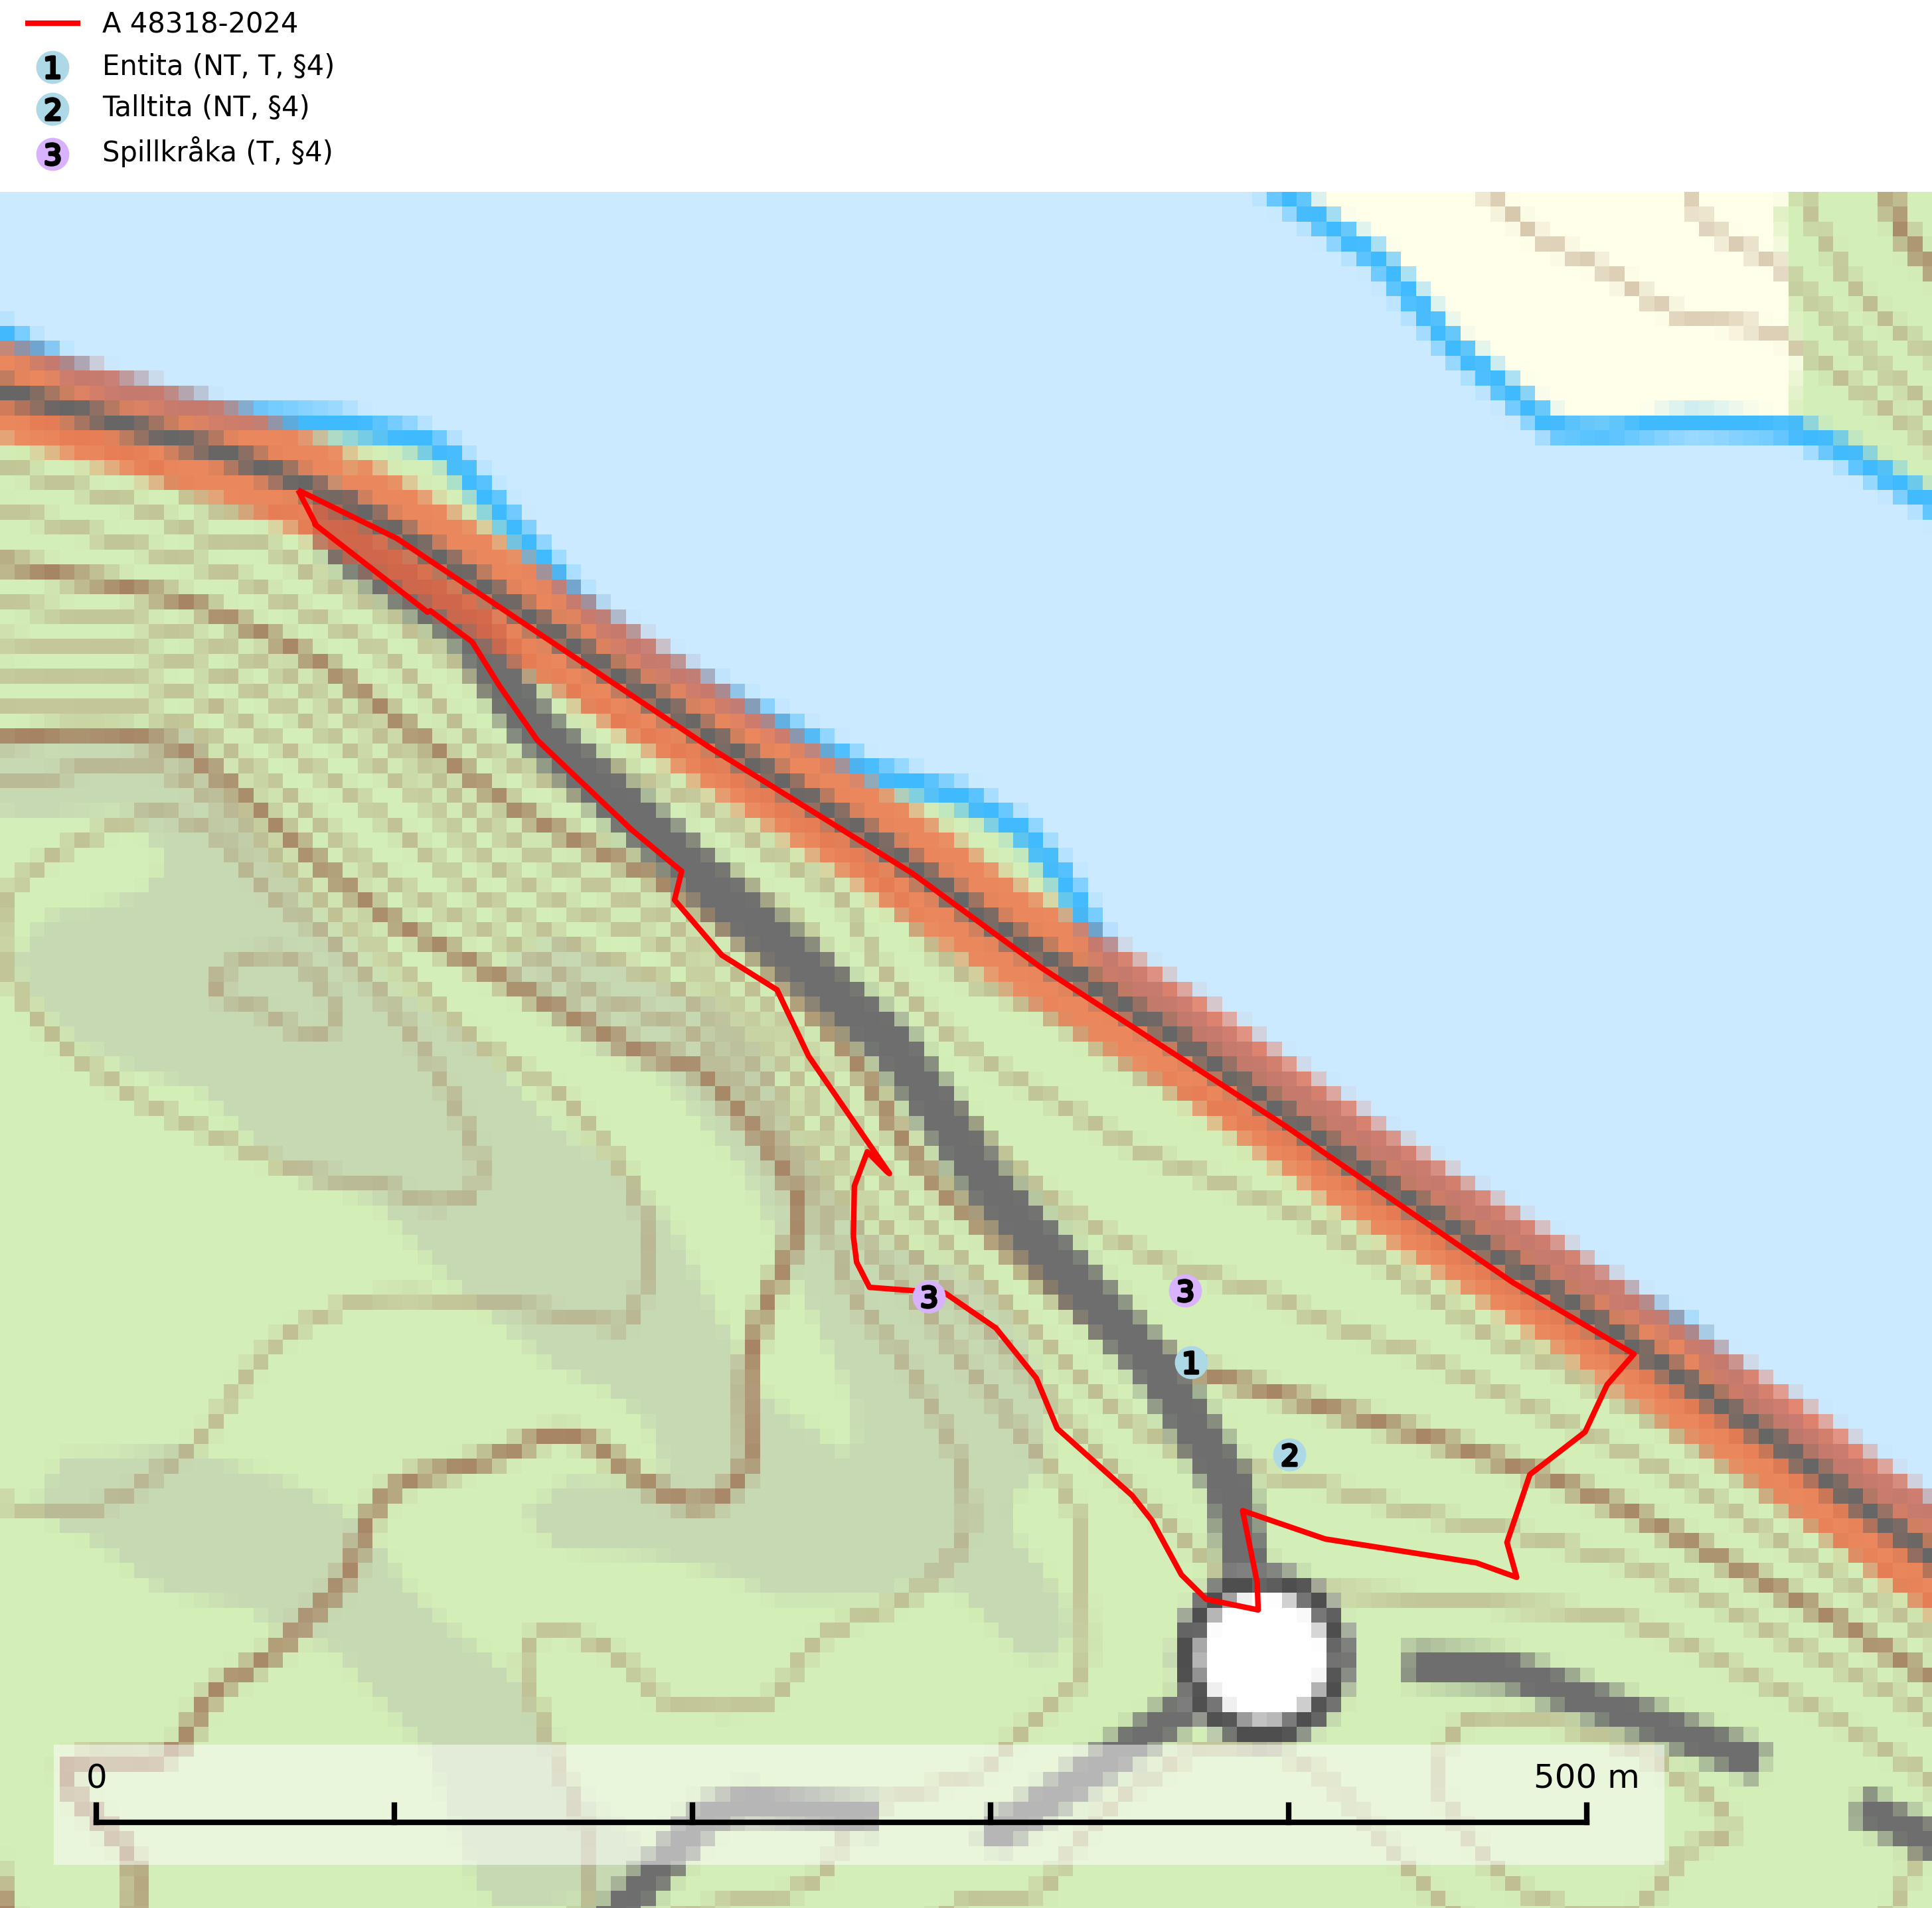 A 48318-2024
1 Entita (NT, T, §4)
2 Talltita (NT, §4)
3 Spillkråka (T, §4)
3
3
1
2
0 500 m